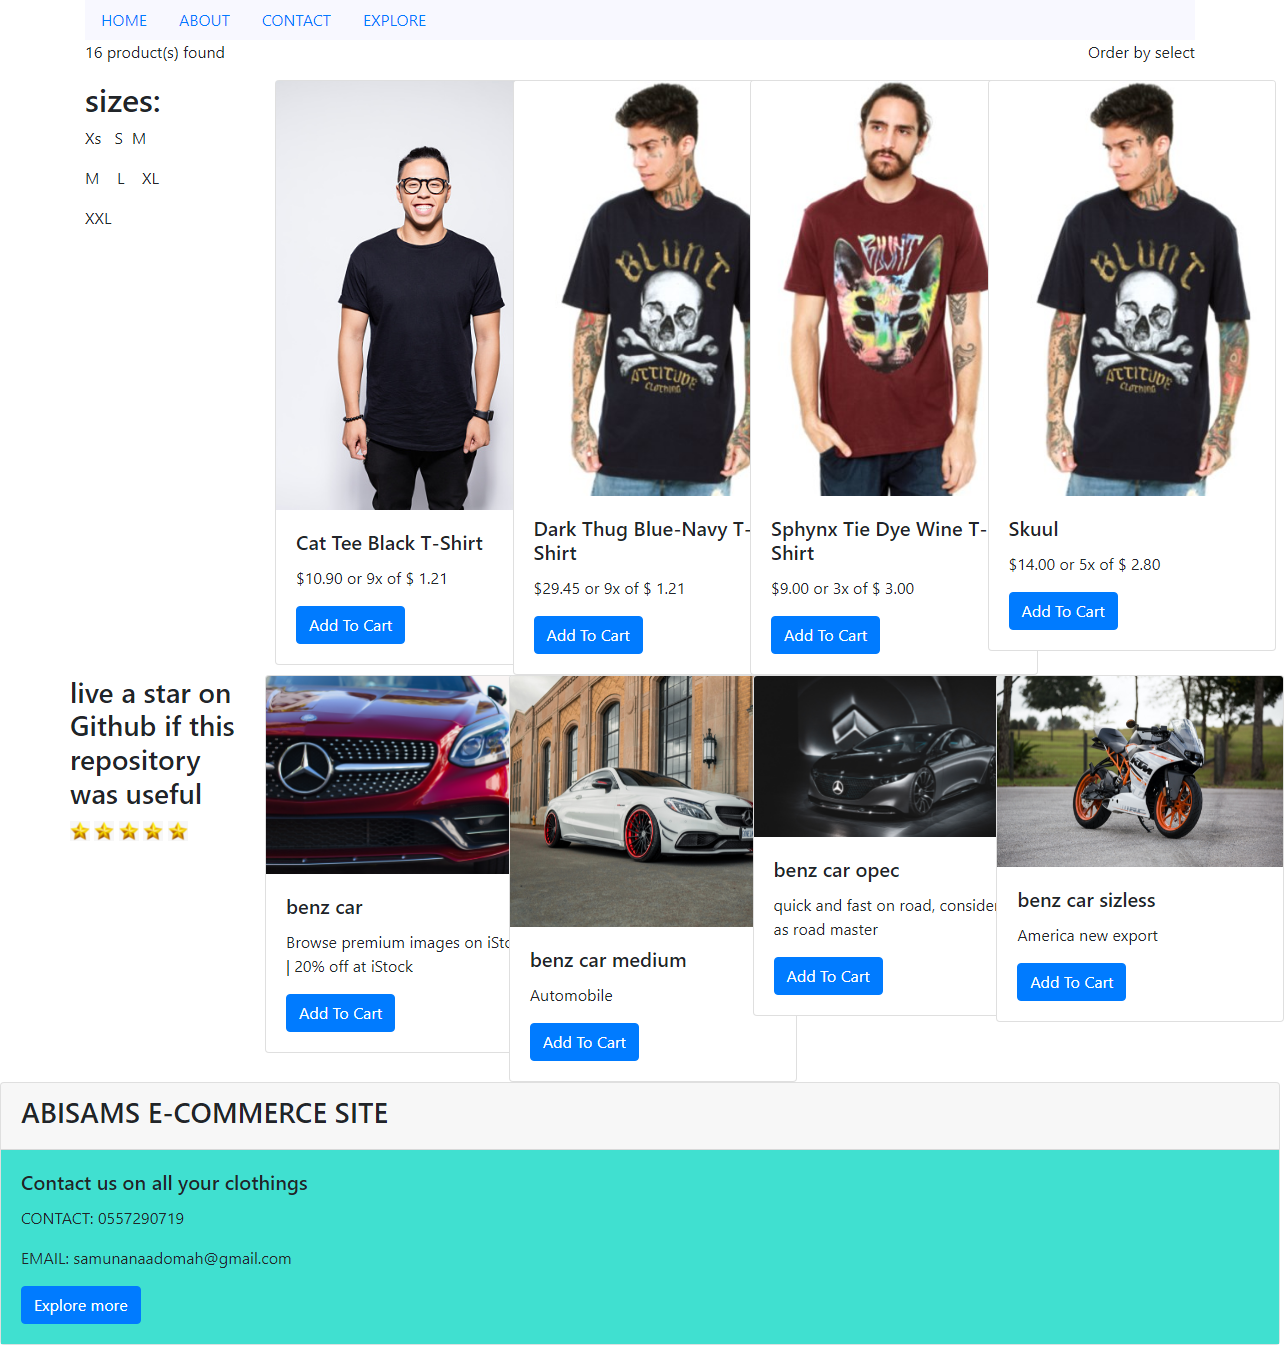 HOME ABOUT CONTACT EXPLORE
16 product(s) found
Order by select
sizes:
Xs S M
M L XL
XXL
BLUNT
ATTITUDE
CLOTHING
BLUNT
BLUNT
ATTITUDE
CLOTHING
Cat Tee Black T-Shirt
$10.90 or 9x of $ 1.21
Add To Cart
Dark Thug Blue-Navy T-
Shirt
$29.45 or 9x of $ 1.21
Add To Cart
Sphynx Tie Dye Wine T-
Shirt
$9.00 or 3x of $ 3.00
Add To Cart
Skuul
$14.00 or 5x of $ 2.80
Add To Cart
live a star on
Github if this
repository
was useful
benz car
Browse premium images on iSto
| 20% off at iStock
Add To Cart
benz car medium
Automobile
Add To Cart
benz car opec
quick and fast on road, consider
as road master
Add To Cart
benz car sizless
America new export
Add To Cart
ABISAMS E-COMMERCE SITE
Contact us on all your clothings
CONTACT: 0557290719
EMAIL: samunanaadomah@gmail.com
Explore more